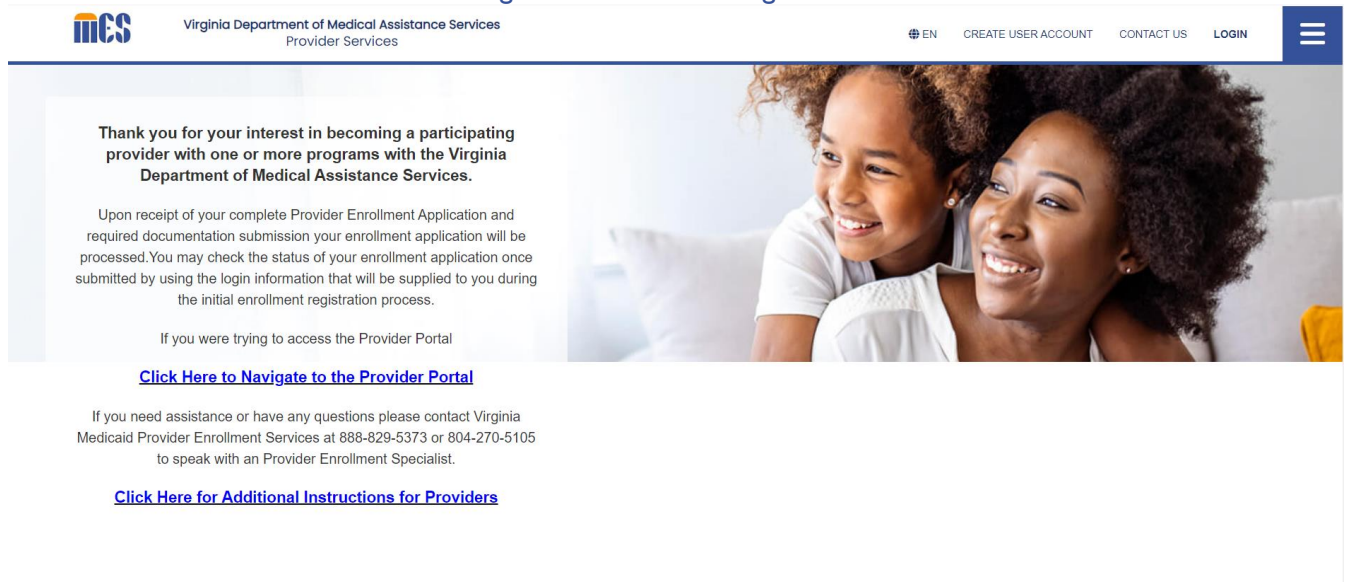 mes
Virginia Department of Medical Assistance Services
Provider Services
EN CREATE USER ACCOUNT CONTACT US LOGIN
Thank you for your interest in becoming a participating
provider with one or more programs with the Virginia
Department of Medical Assistance Services.
Upon receipt of your complete Provider Enrollment Application and
required documentation submission your enrollment application will be
processed.You may check the status of your enrollment application once
submitted by using the login information that will be supplied to you during
the initial enrollment registration process.
If you were trying to access the Provider Portal
Click Here to Navigate to the Provider Portal
If you need assistance or have any questions please contact Virginia
Medicaid Provider Enrollment Services at 888-829-5373 or 804-270-5105
to speak with an Provider Enrollment Specialist.
Click Here for Additional Instructions for Providers